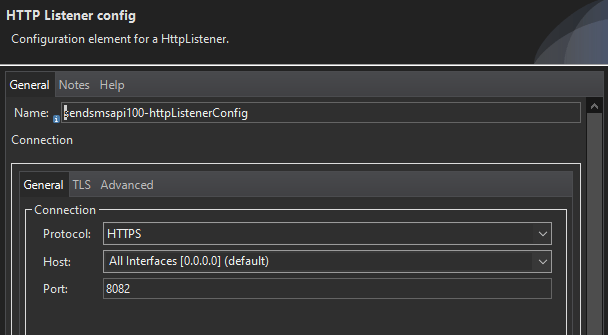 HTTP Listener config
Configuration element for a HttpListener.
General Notes Help
Name: sendsmsapi100-httpListenerConfig
Connection
General TLS Advanced
Connection
Protocol: HTTPS
Host: All Interfaces [0.0.0.0] (default)
Port: 8082